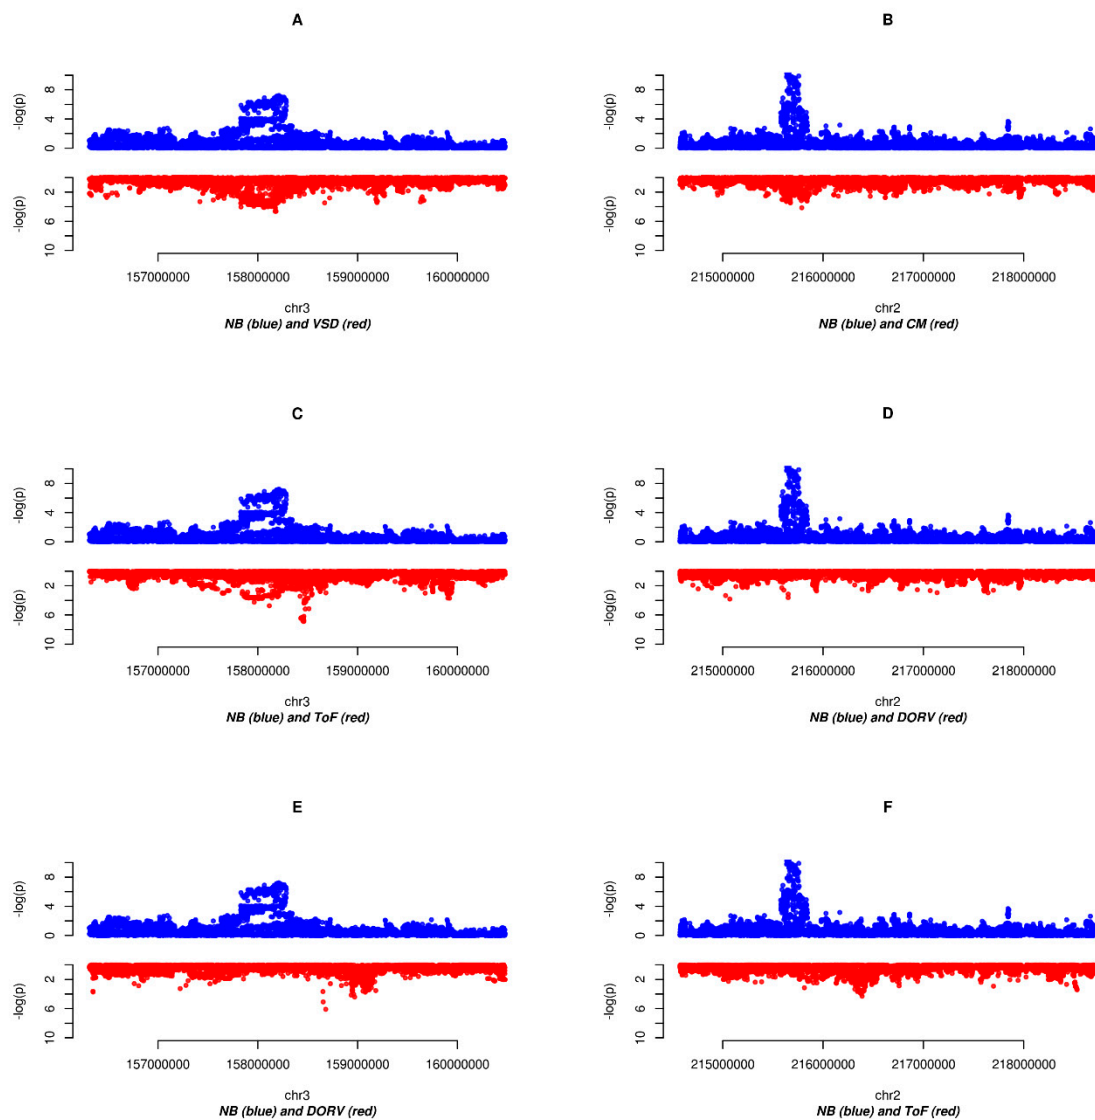 A
-log(p)
0 2 4 8
-log(p)
10 6 2
157000000 158000000 159000000 160000000
chr3
NB (blue) and VSD (red)
B
-log(p)
0 4 8
-log(p)
10 6 2
215000000 216000000 217000000 218000000
chr2
NB (blue) and CM (red)
C
-log(p)
0 4 8
-log(p)
10 6 2
157000000 158000000 159000000 160000000
chr3
NB (blue) and ToF (red)
D
-log(p)
0 4 8
-log(p)
10 6 2
215000000 216000000 217000000 218000000
chr2
NB (blue) and DORV (red)
E
-log(p)
0 4 8
-log(p)
10 6 2
157000000 158000000 159000000 160000000
chr3
NB (blue) and DORV (red)
F
-log(p)
0 4 8
-log(p)
10 6 2
215000000 216000000 217000000 218000000
chr2
NB (blue) and ToF (red)